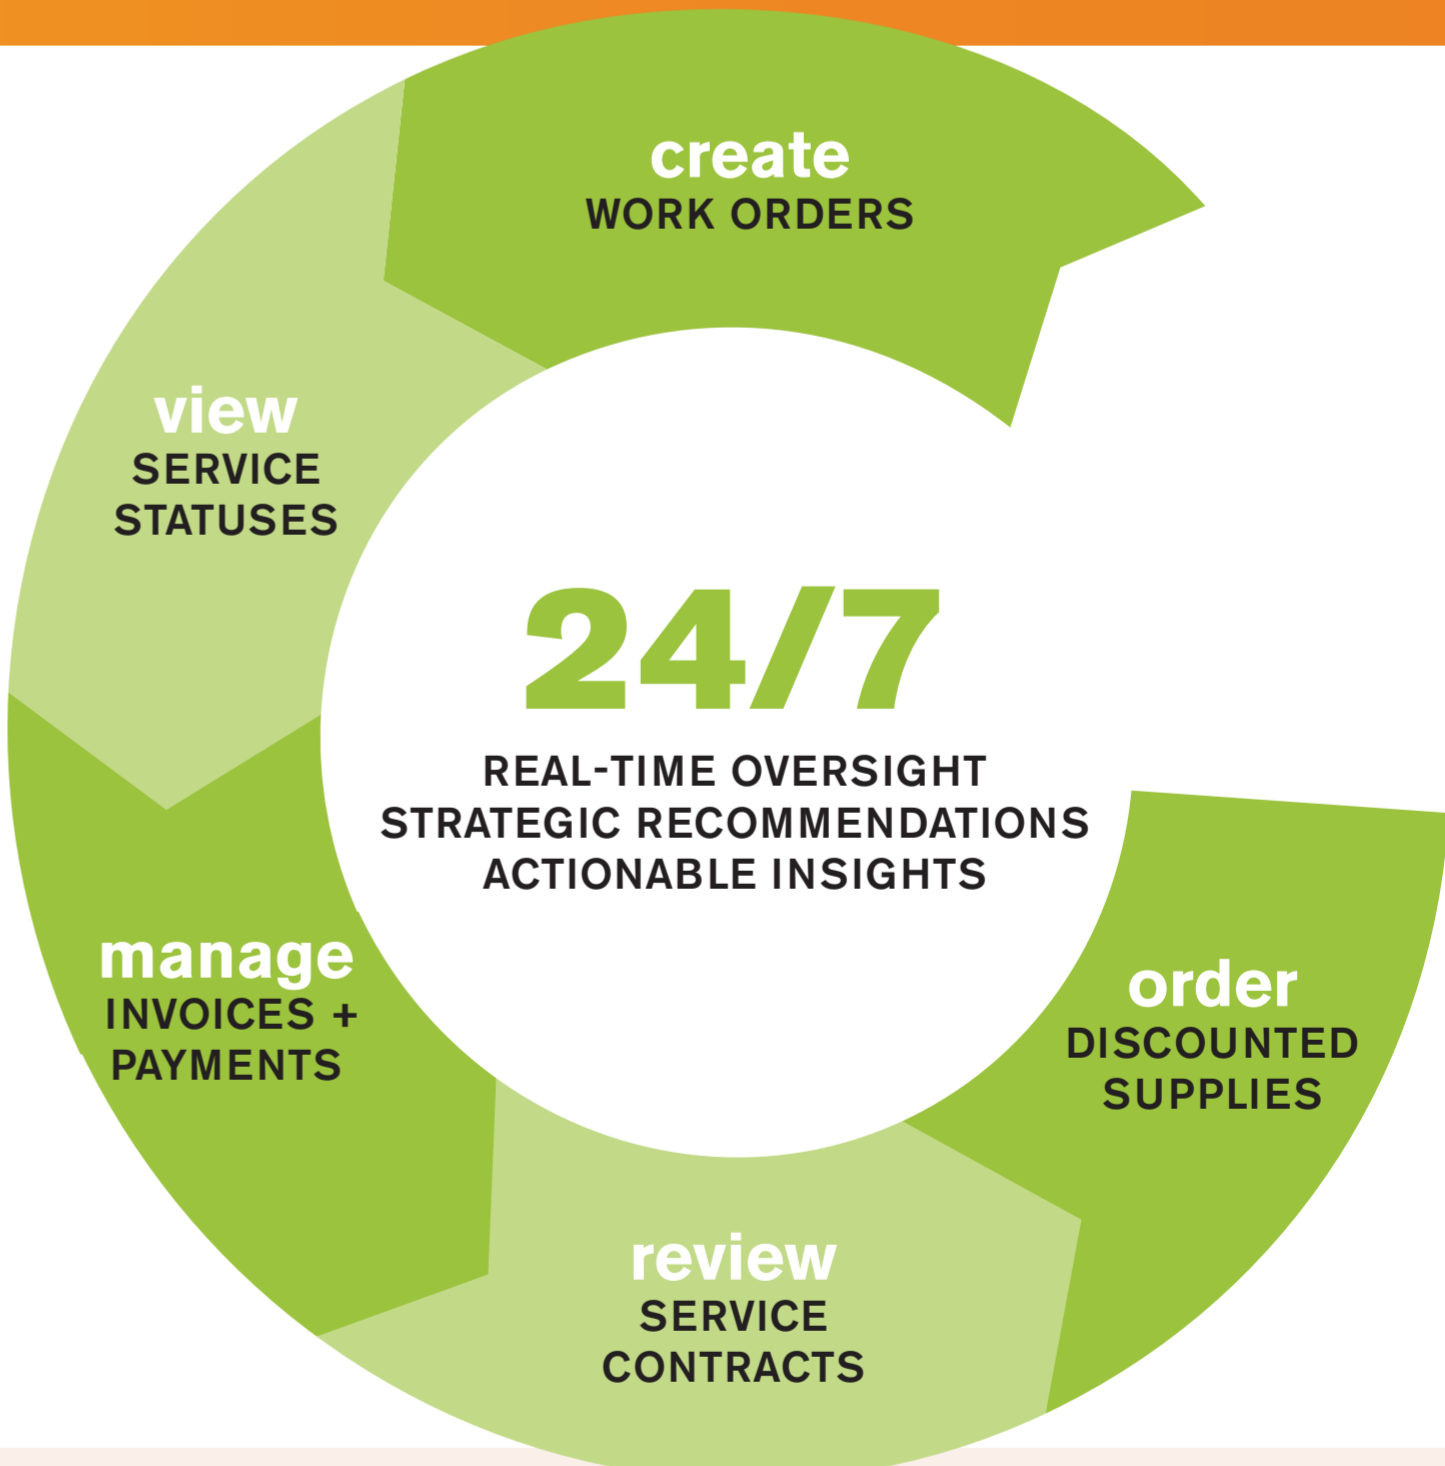 create
WORK ORDERS
view
SERVICE
STATUSES
24/7
REAL-TIME OVERSIGHT
STRATEGIC RECOMMENDATIONS
ACTIONABLE INSIGHTS
manage
INVOICES +
PAYMENTS
order
DISCOUNTED
SUPPLIES
review
SERVICE
CONTRACTS